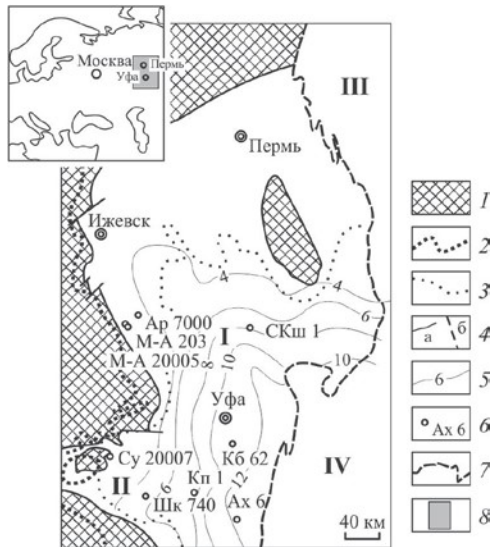 Москва
Пермь
Уфа
III
Пермь
Ижевск
4
4
6
Ар 7000
I
СКш 1
М-А 203
М-А 20005
8
10
10
Уфа
Су 20007
Кб 62
IV
II
6
Кп 1
12
Шк 740
Ах 6
40 км
1
2
3
а б 4
6 5
Ах 6 6
7
8